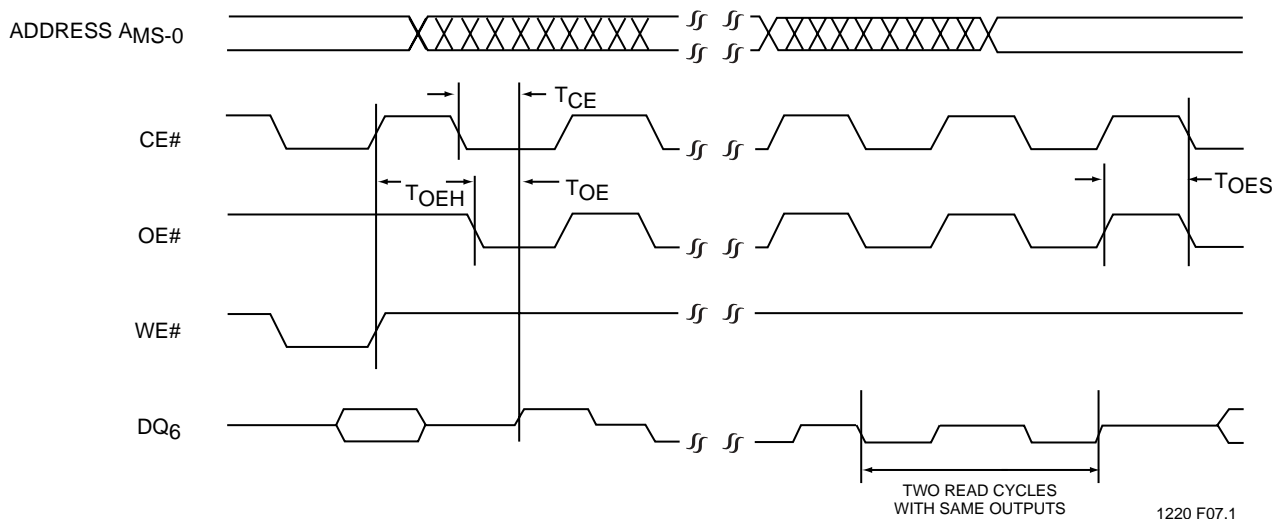 ADDRESS AMS-0
TCE
CE#
TOEH
TOE
TOES
OE#
WE#
DQ6
TWO READ CYCLES
WITH SAME OUTPUTS
1220 F07.1